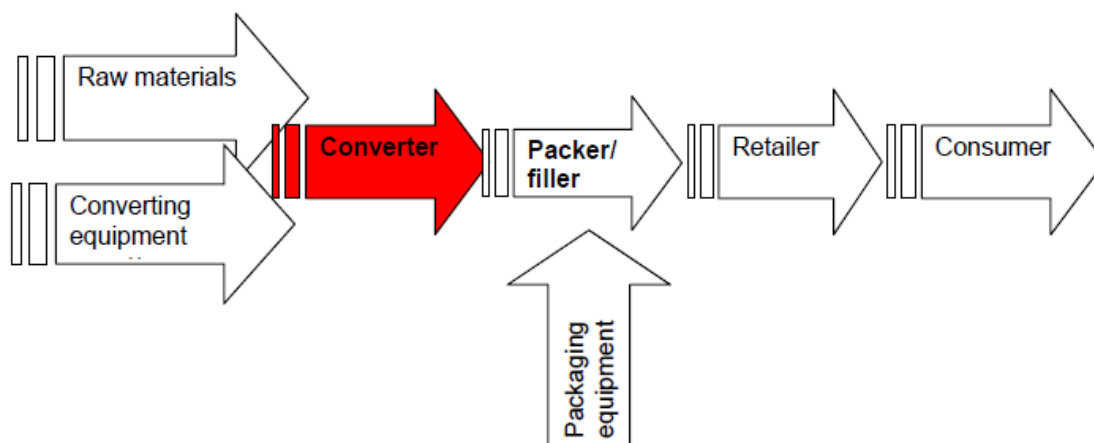 Raw materials
Converting
equipment
Converter
Packer/
filler
Retailer
Consumer
Packaging
equipment